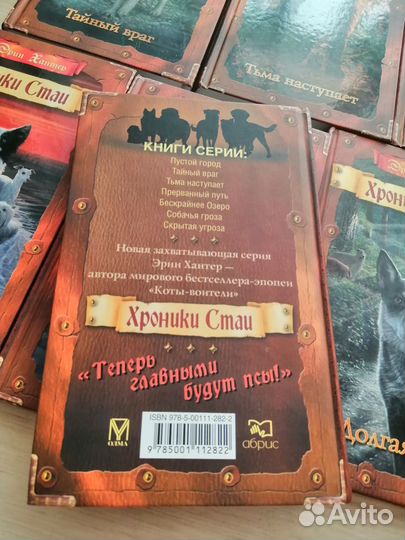 Тайный враг
Тьма наступает
Эрин Хантер
Хроники Стаи
КНИГИ СЕРИИ:
Пустой город
Тайный враг
Тьма наступает
Прерванный путь
Бескрайнее Озеро
Собачья гроза
Скрытая угроза
Новая захватывающая серия
Эрин Хантер —
автора мирового бестселлера-эпопеи
«Коты-воители»
Хроники Стаи
«Теперь
главными
будут псы!»
ISBN 978-5-00111-282-2
9 785001 112822
ОЛМА
абрис
Долгая
Avito